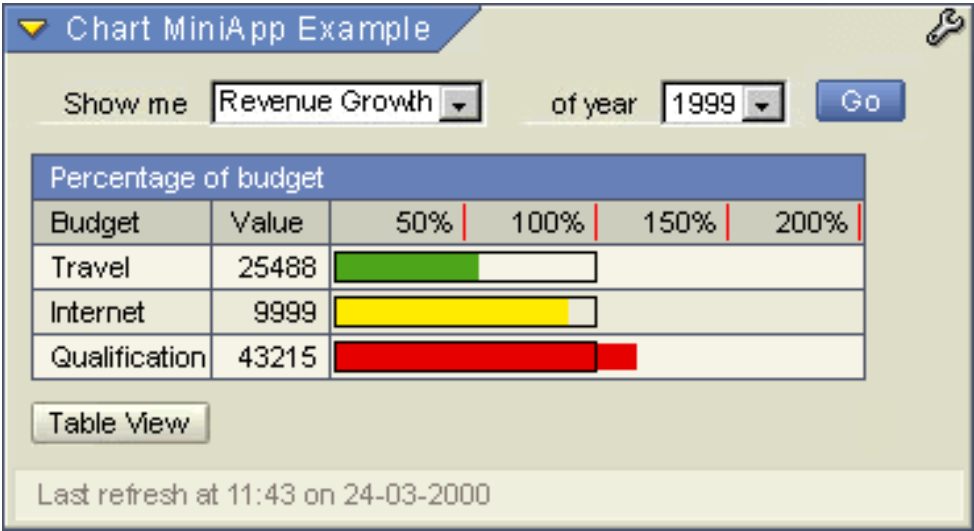 Chart MiniApp Example
Show me Revenue Growth of year 1999 Go
Percentage of budget
Budget Value 50% 100% 150% 200%
Travel 25488
Internet 9999
Qualification 43215
Table View
Last refresh at 11:43 on 24-03-2000